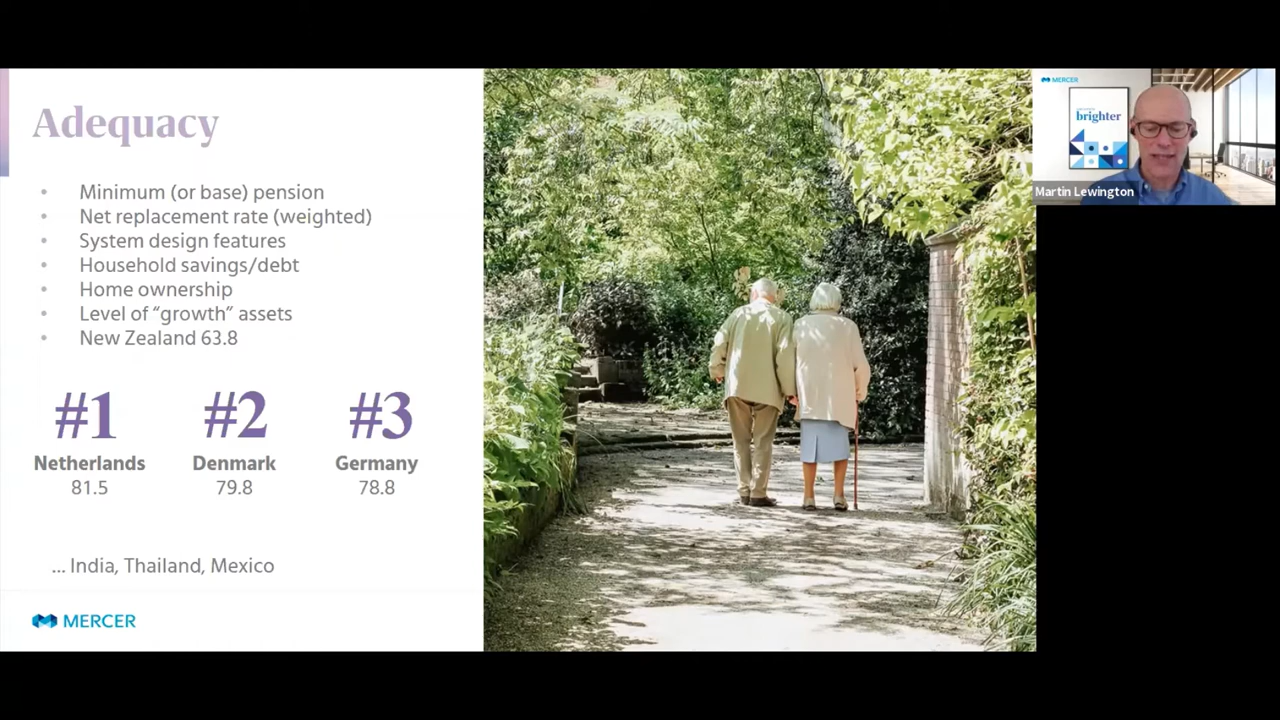 Adequacy
• Minimum (or base) pension
• Net replacement rate (weighted)
• System design features
• Household savings/debt
• Home ownership
• Level of “growth” assets
• New Zealand 63.8
#1 #2 #3
Netherlands Denmark Germany
81.5 79.8 78.8
... India, Thailand, Mexico
MERCER
MERCER
brighter
Martin Lewington